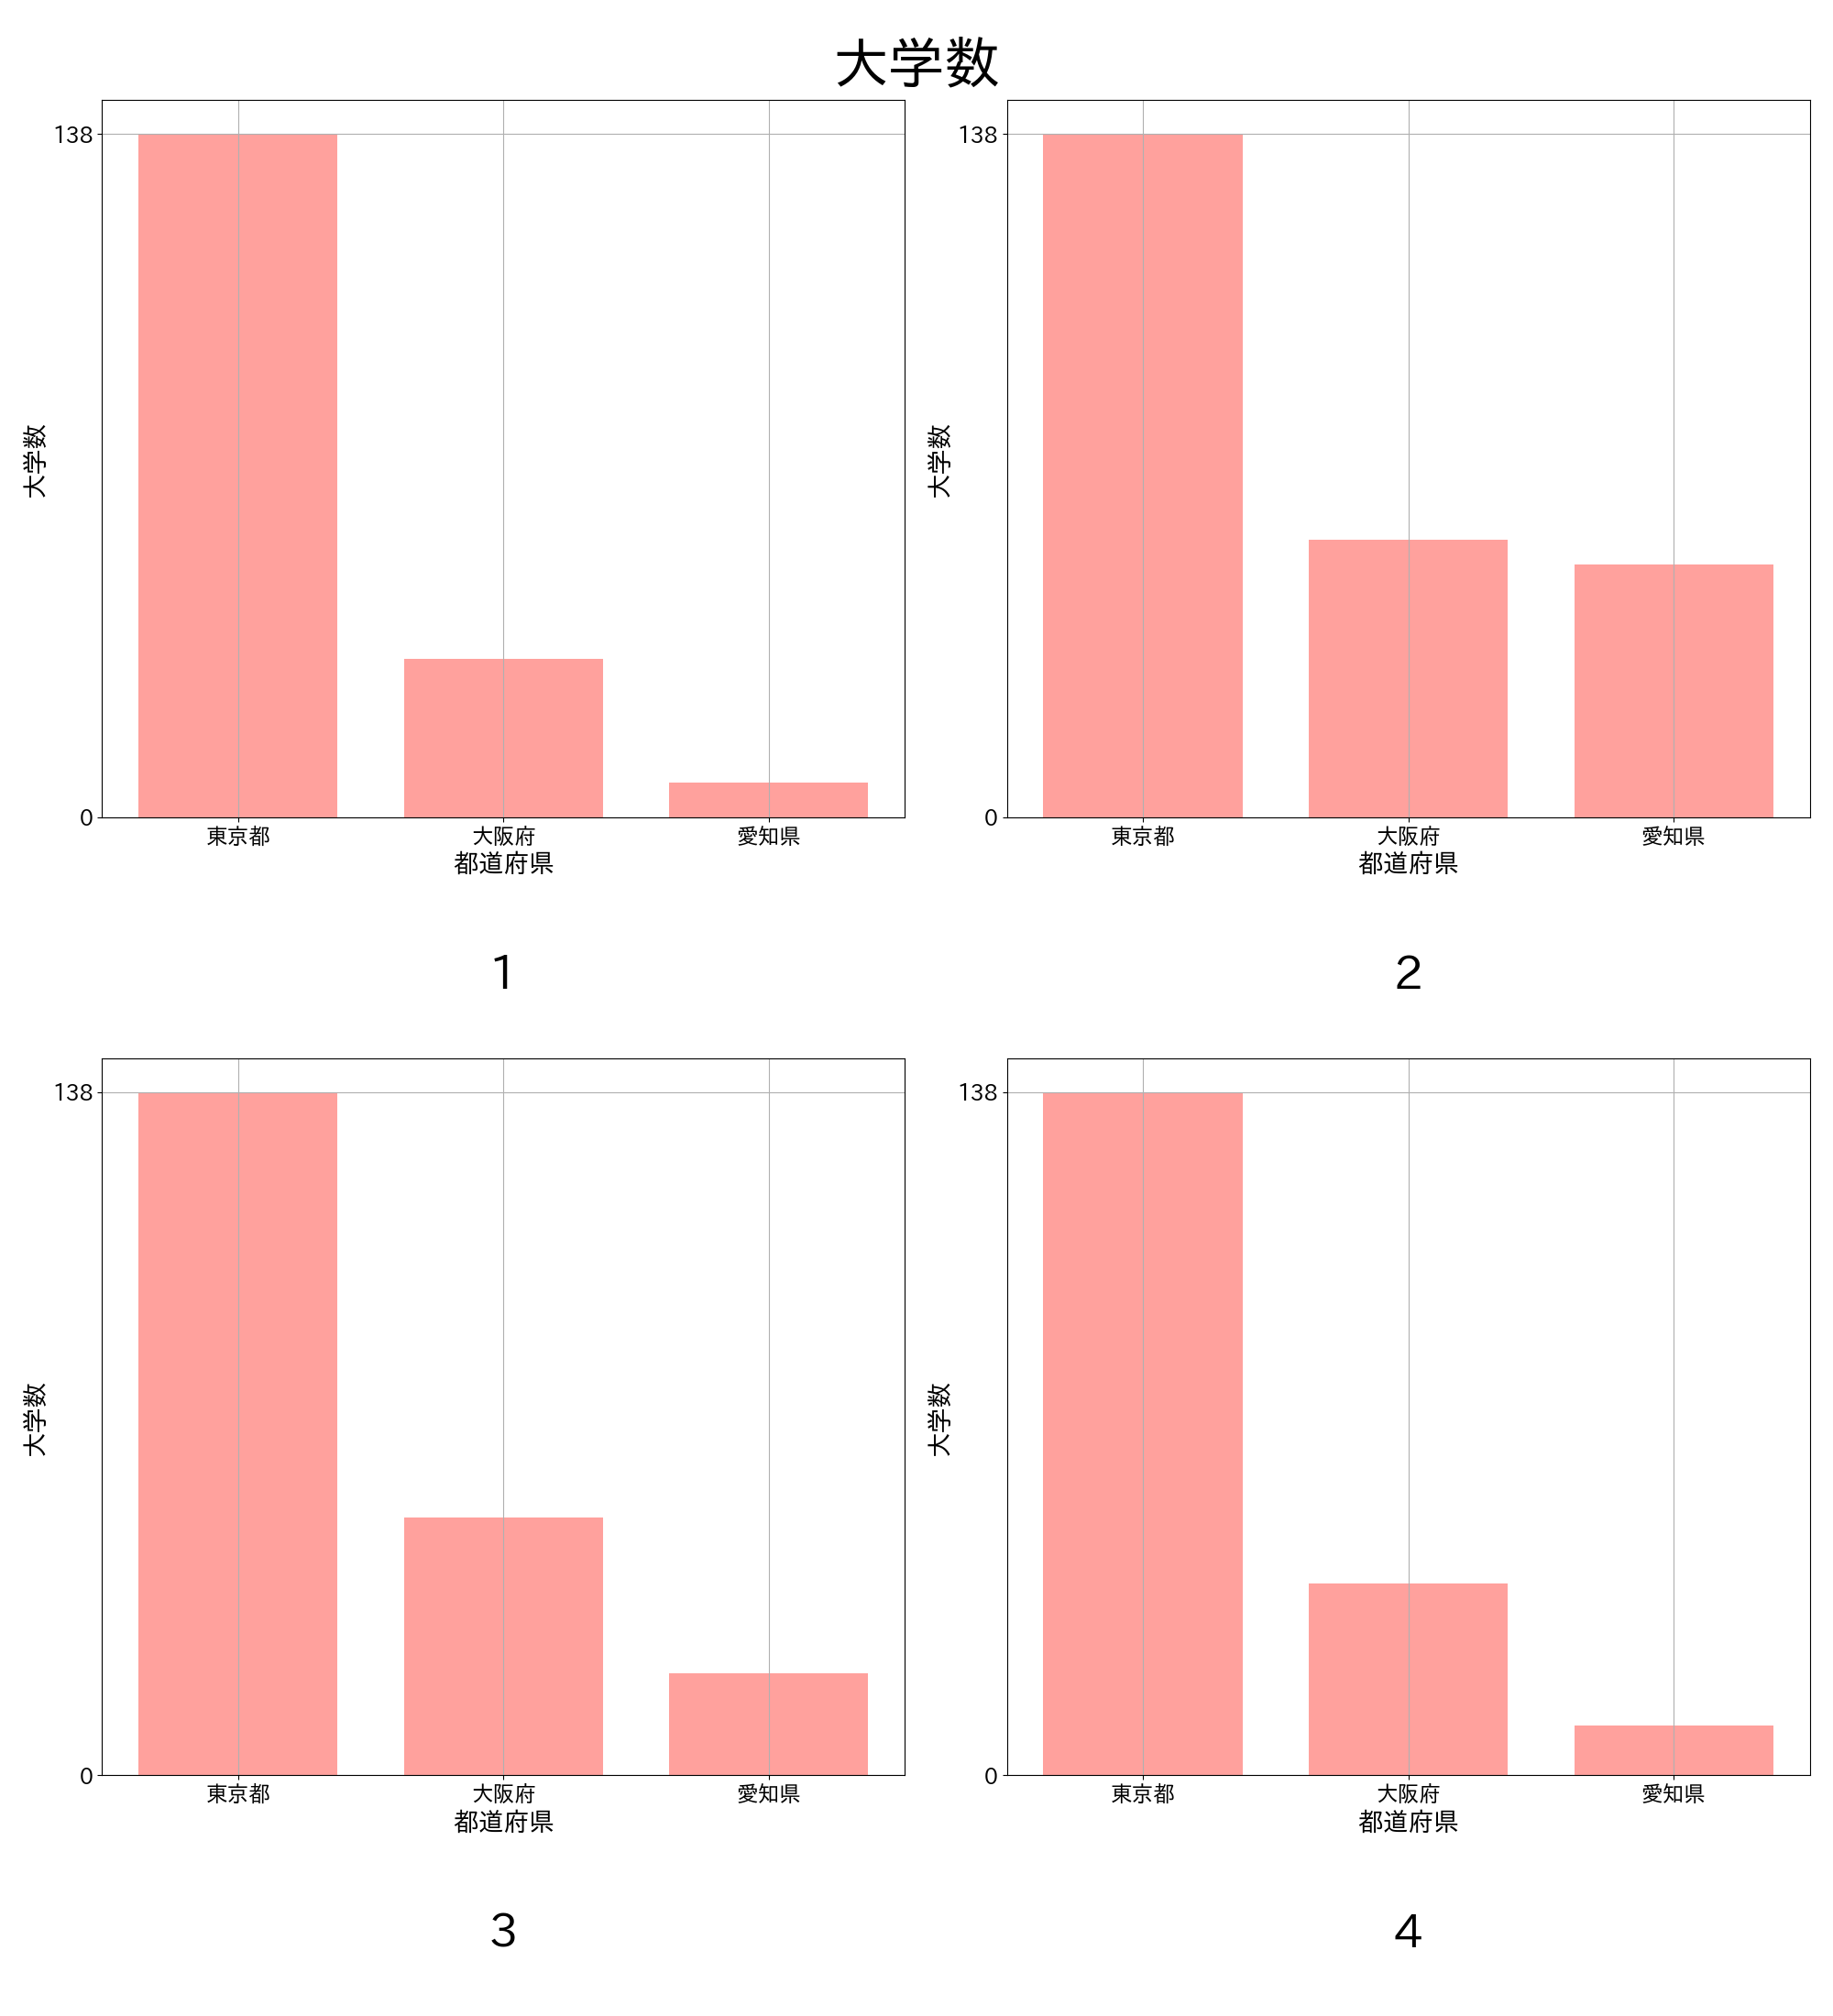 大学数
138
0
大学数
東京都 大阪府 愛知県
都道府県
1
138
0
大学数
東京都 大阪府 愛知県
都道府県
2
138
0
大学数
東京都 大阪府 愛知県
都道府県
3
138
0
大学数
東京都 大阪府 愛知県
都道府県
4